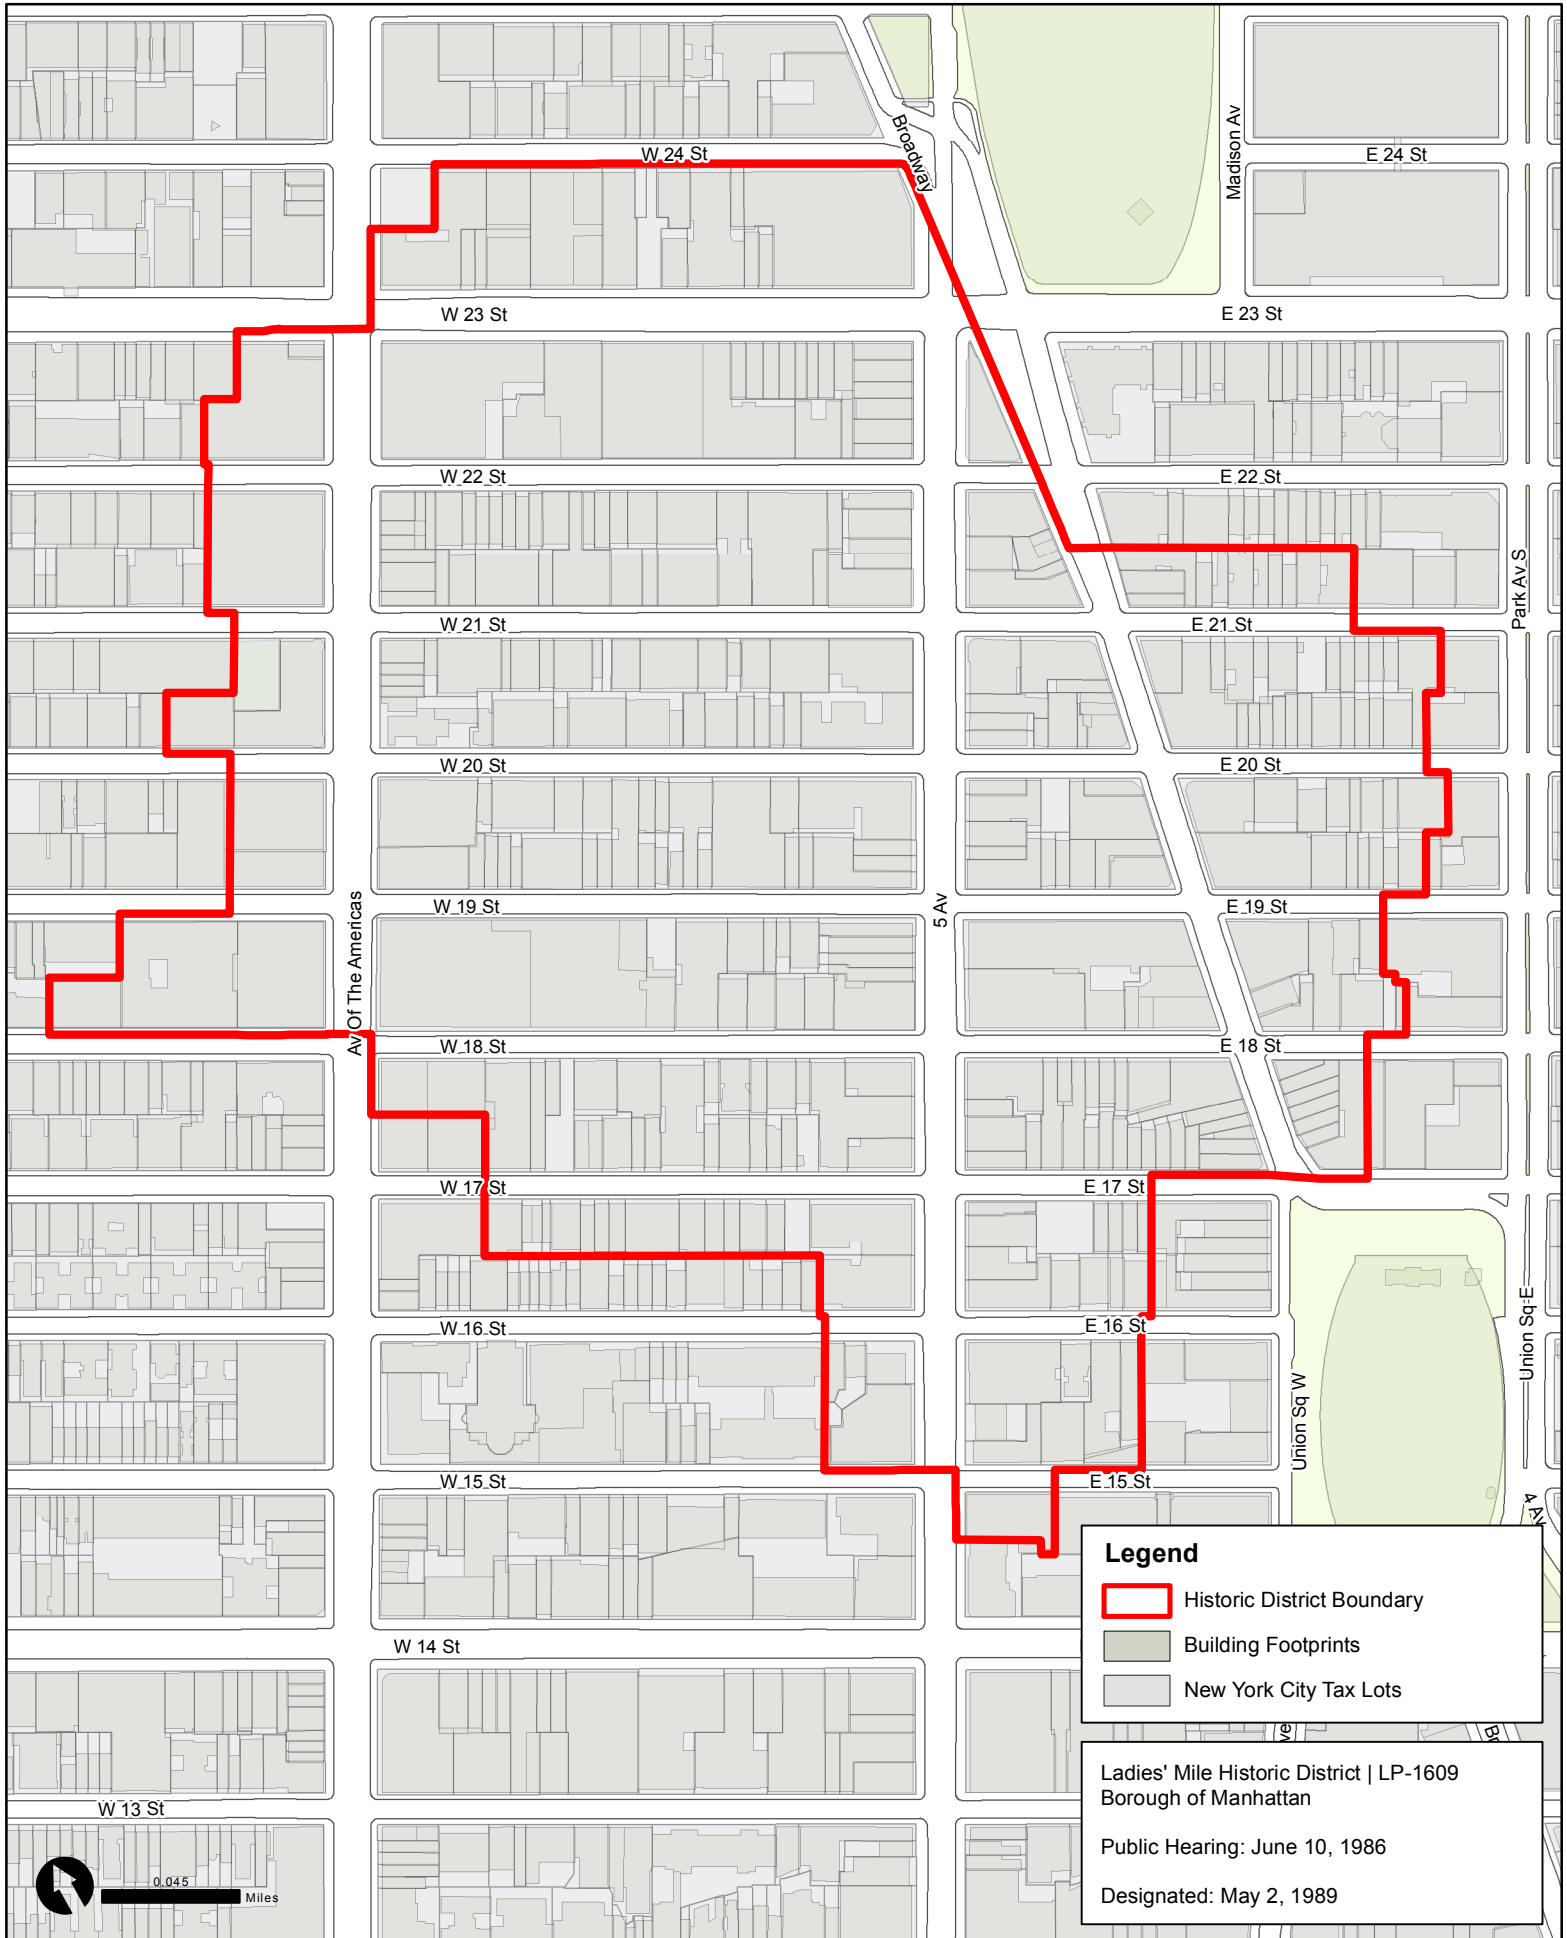 Broadway
W 24 St
Madison Av
E 24 St
W 23 St
E 23 St
W 22 St
E 22 St
Park Av S
W 21 St
E 21 St
W 20 St
E 20 St
Av Of The Americas
W 19 St
5 Av
E 19 St
W 18 St
E 18 St
W 17 St
E 17 St
W 16 St
E 16 St
Union Sq E
Union Sq W
W 15 St
E 15 St
4 Av
Legend
Historic District Boundary
Building Footprints
New York City Tax Lots
W 14 St
Ladies' Mile Historic District | LP-1609
Borough of Manhattan
Public Hearing: June 10, 1986
Designated: May 2, 1989
W 13 St
0.045
Miles